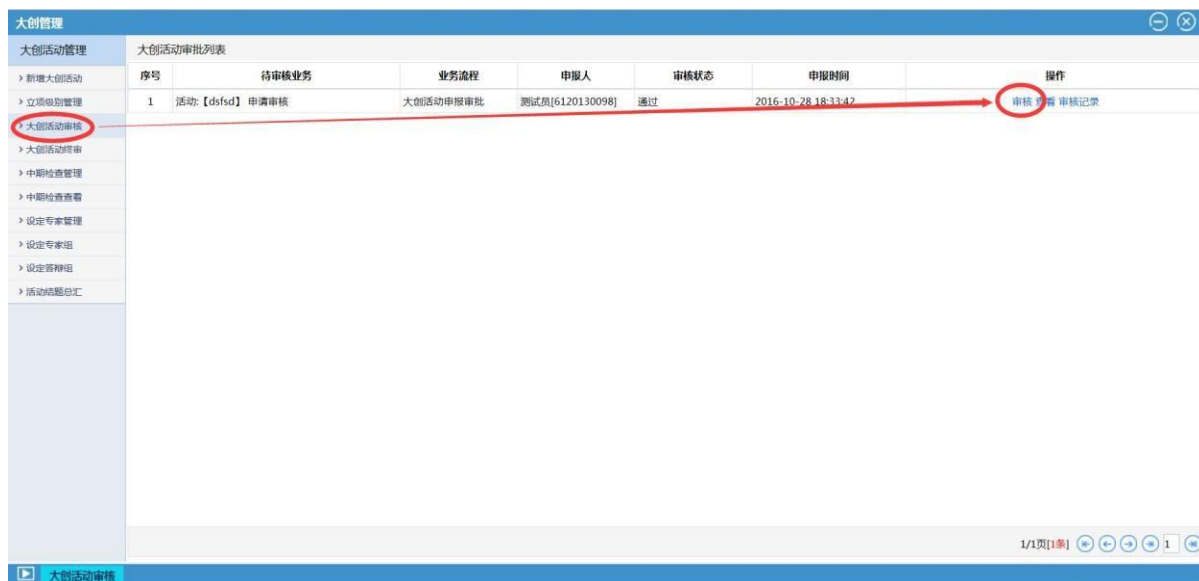 大创管理
大创活动管理
大创活动审批列表
序号 待审核业务 业务流程 申报人 审核状态 申报时间 操作
1 活动:【dsfsd】 申请审核 大创活动申报审批 测试员[6120130098] 通过 2016-10-28 18:33:42 审核 查看 审核记录
> 新增大创活动
> 立项级别管理
> 大创活动审核
> 大创活动终审
> 中期检查管理
> 中期检查查看
> 设定专家管理
> 设定专家组
> 设定答辩组
> 活动结题总汇
1/1页[1条] 1
大创活动审核